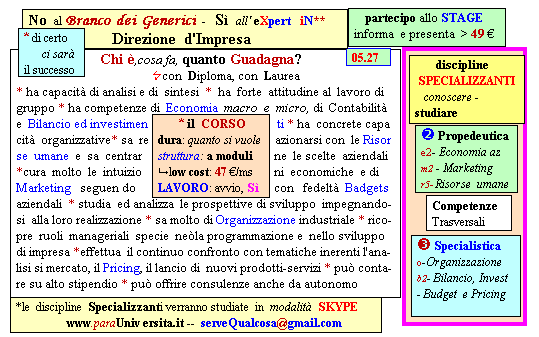 No al Branco dei Generici - Sì all'eXpert iN**
Direzione d'Impresa
* di certo
ci sarà
il successo
partecipo allo STAGE
informa e presenta > 49 €
05.27
Chi è, cosa fa, quanto Guadagna?
con Diploma, con Laurea
* ha capacità di analisi e di sintesi * ha forte attitudine al lavoro di
gruppo * ha competenze di Economia macro e micro, di Contabilità
e Bilancio ed investimen ti * ha concrete capa
cità organizzative* sa re azionarsi con le Risor
se umane e sa centrar ne le scelte aziendali
*cura molto le intuizio ni economiche e di
Marketing seguen do con fedeltà Budgets
aziendali * studia ed analizza le prospettive di sviluppo impegnando-
si alla loro realizzazione * sa molto di Organizzazione industriale * rico-
pre ruoli manageriali specie neòla programmazione e nello sviluppo
di impresa *effettua il continuo confronto con tematiche inerenti l'ana-
lisi si mercato, il Pricing, il lancio di nuovi prodotti-servizi * può conta-
re su alto stipendio * può offrire consulenze anche da autonomo
* il CORSO
dura: quanto si vuole
struttura: a moduli
↪low cost: 47 €/ms
LAVORO: avvio, Sì
discipline
SPECIALIZZANTI
conoscere -
studiare
❷ Propedeutica
e2- Economia az
m2 - Marketing
r5- Risorse umane
Competenze
Trasversali
❸ Specialistica
o-Organizzazione
b2- Bilancio, Invest
- Budget e Pricing
*le discipline Specializzanti verranno studiate in modalità SKYPE
www.paraUniversita.it -- serveQualcosa@gmail.com